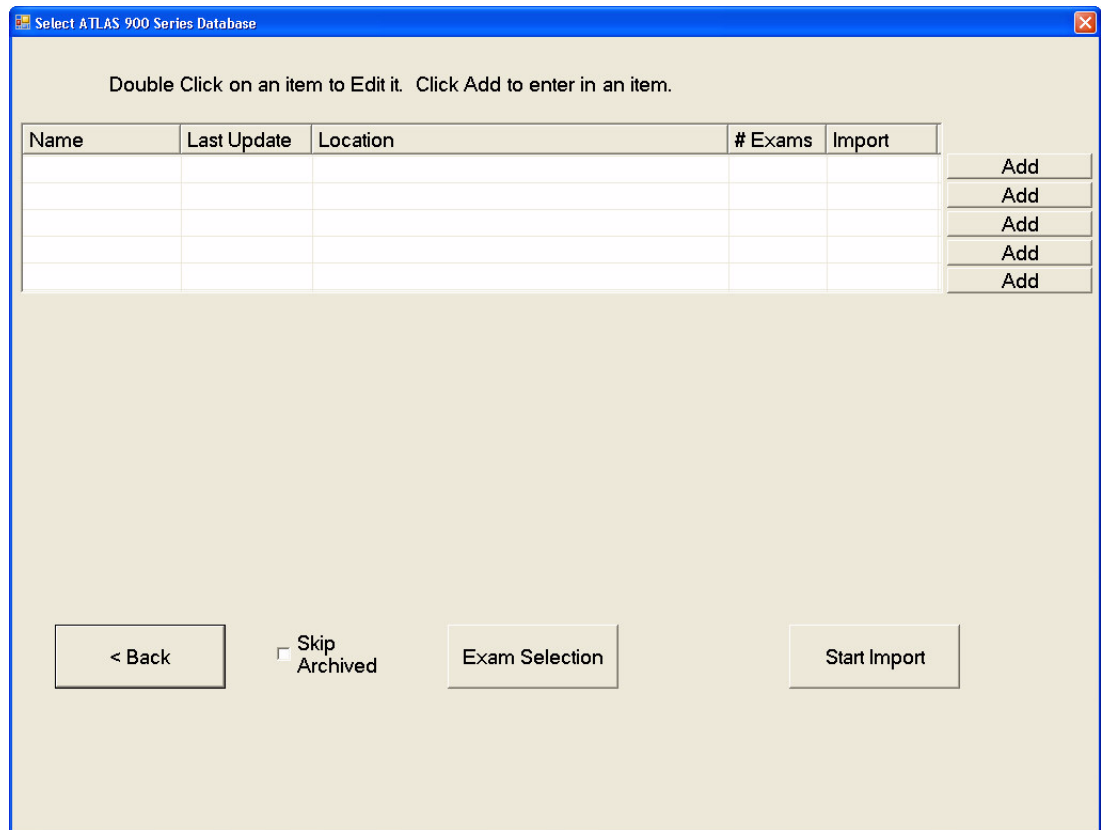 Select ATLAS 900 Series Database
Double Click on an item to Edit it.  Click Add to enter in an item.
Name Last Update Location # Exams Import
Add
Add
Add
Add
Add
< Back
Skip
Archived
Exam Selection
Start Import